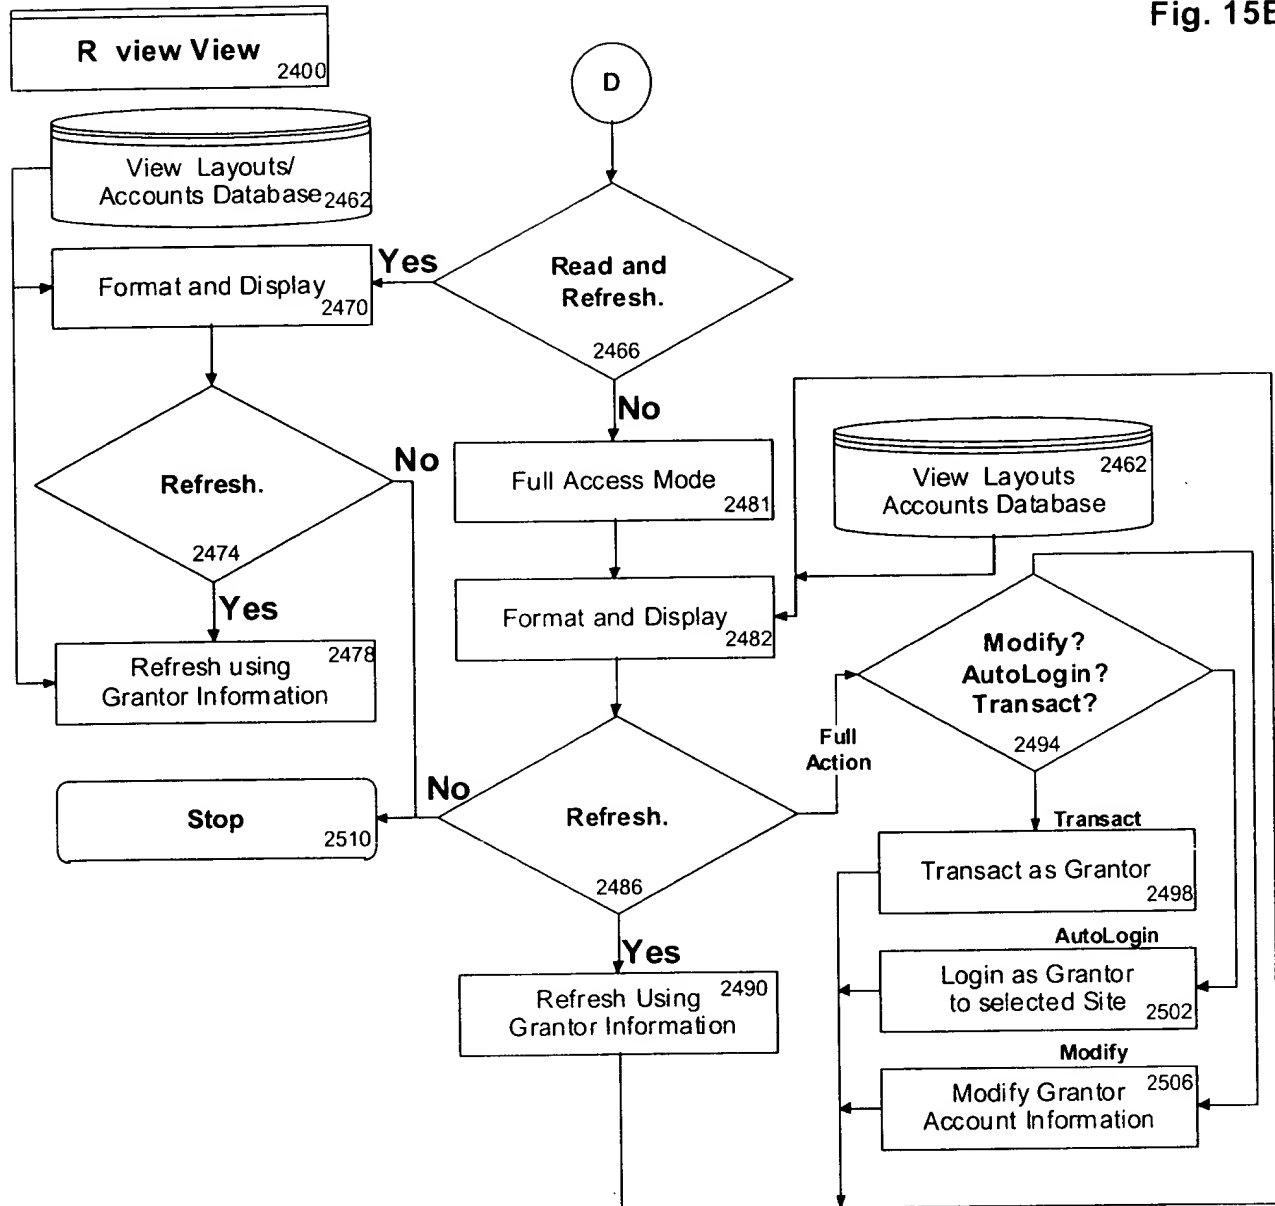 Fig. 15B
R view View
2400
D
View Layouts/
Accounts Database
2462
Yes
Format and Display
2470
Read and
Refresh.
2466
No
Refresh.
2474
No
Full Access Mode
2481
View Layouts
Accounts Database
2462
Yes
Format and Display
2482
Refresh using
Grantor Information
2478
Modify?
AutoLogin?
Transact?
2494
Full
Action
Stop
2510
No
Refresh.
2486
Transact
Transact as Grantor
2498
Yes
AutoLogin
Login as Grantor
to selected Site
2502
Refresh Using
Grantor Information
2490
Modify
Modify Grantor
Account Information
2506